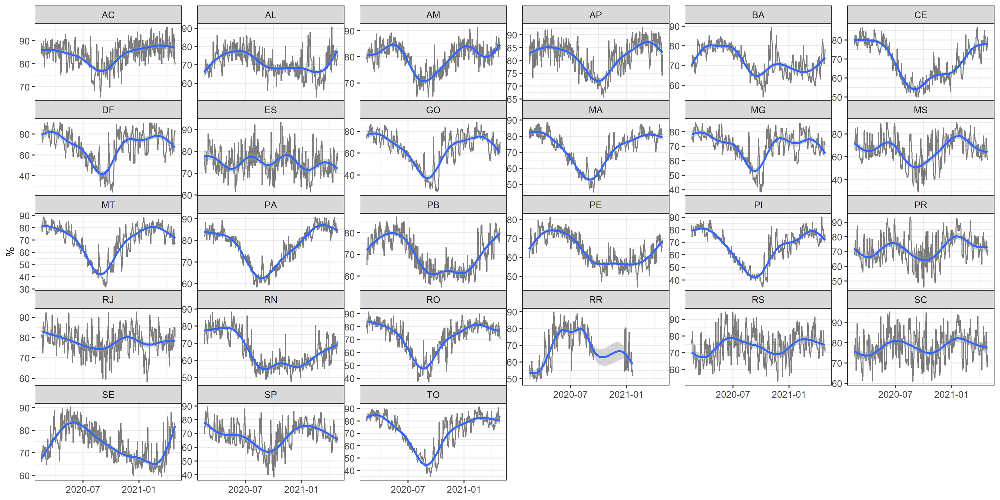 AC AL AM AP BA CE
90 80 70
90 80 70 60
90 80 70
90 85 80 75 70 65
90 80 70 60
80 70 60 50
DF ES GO MA MG MS
80 60 40
90 80 70 60
80 60 40
90 80 70 60 50
80 70 60 50 40
80 60 40
MT PA PB PE PI PR
%
90 80 70 60 50 40 30
90 80 70 60
80 70 60
80 70 60 50
90 80 70 60 50 40
90 80 70 60 50
RJ RN RO RR RS SC
90 80 70 60
90 80 70 60 50
90 80 70 60 50 40
90 80 70 60 50
90 80 70 60
90 80 70 60
2020-07 2021-01 2020-07 2021-01 2020-07 2021-01
SE SP TO
90 80 70 60
90 80 70 60 50 40
90 80 70 60 50 40
2020-07 2021-01 2020-07 2021-01 2020-07 2021-01